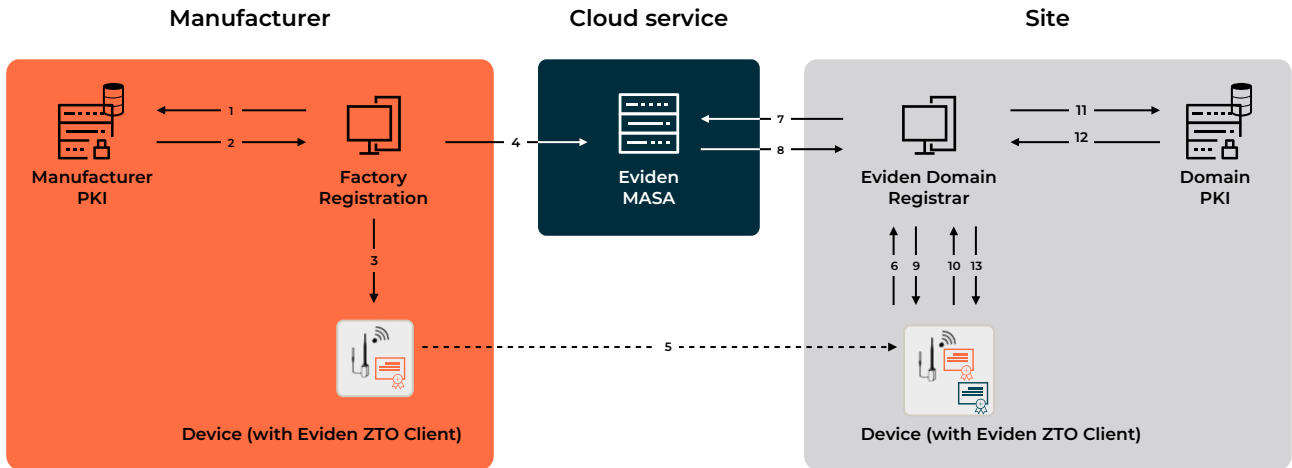 Manufacturer
Cloud service
Site
1
2
4
7
8
11
12
Manufacturer
PKI
Factory
Registration
Eviden
MASA
Eviden Domain
Registrar
Domain
PKI
3
6
9
10
13
5
Device (with Eviden ZTO Client)
Device (with Eviden ZTO Client)